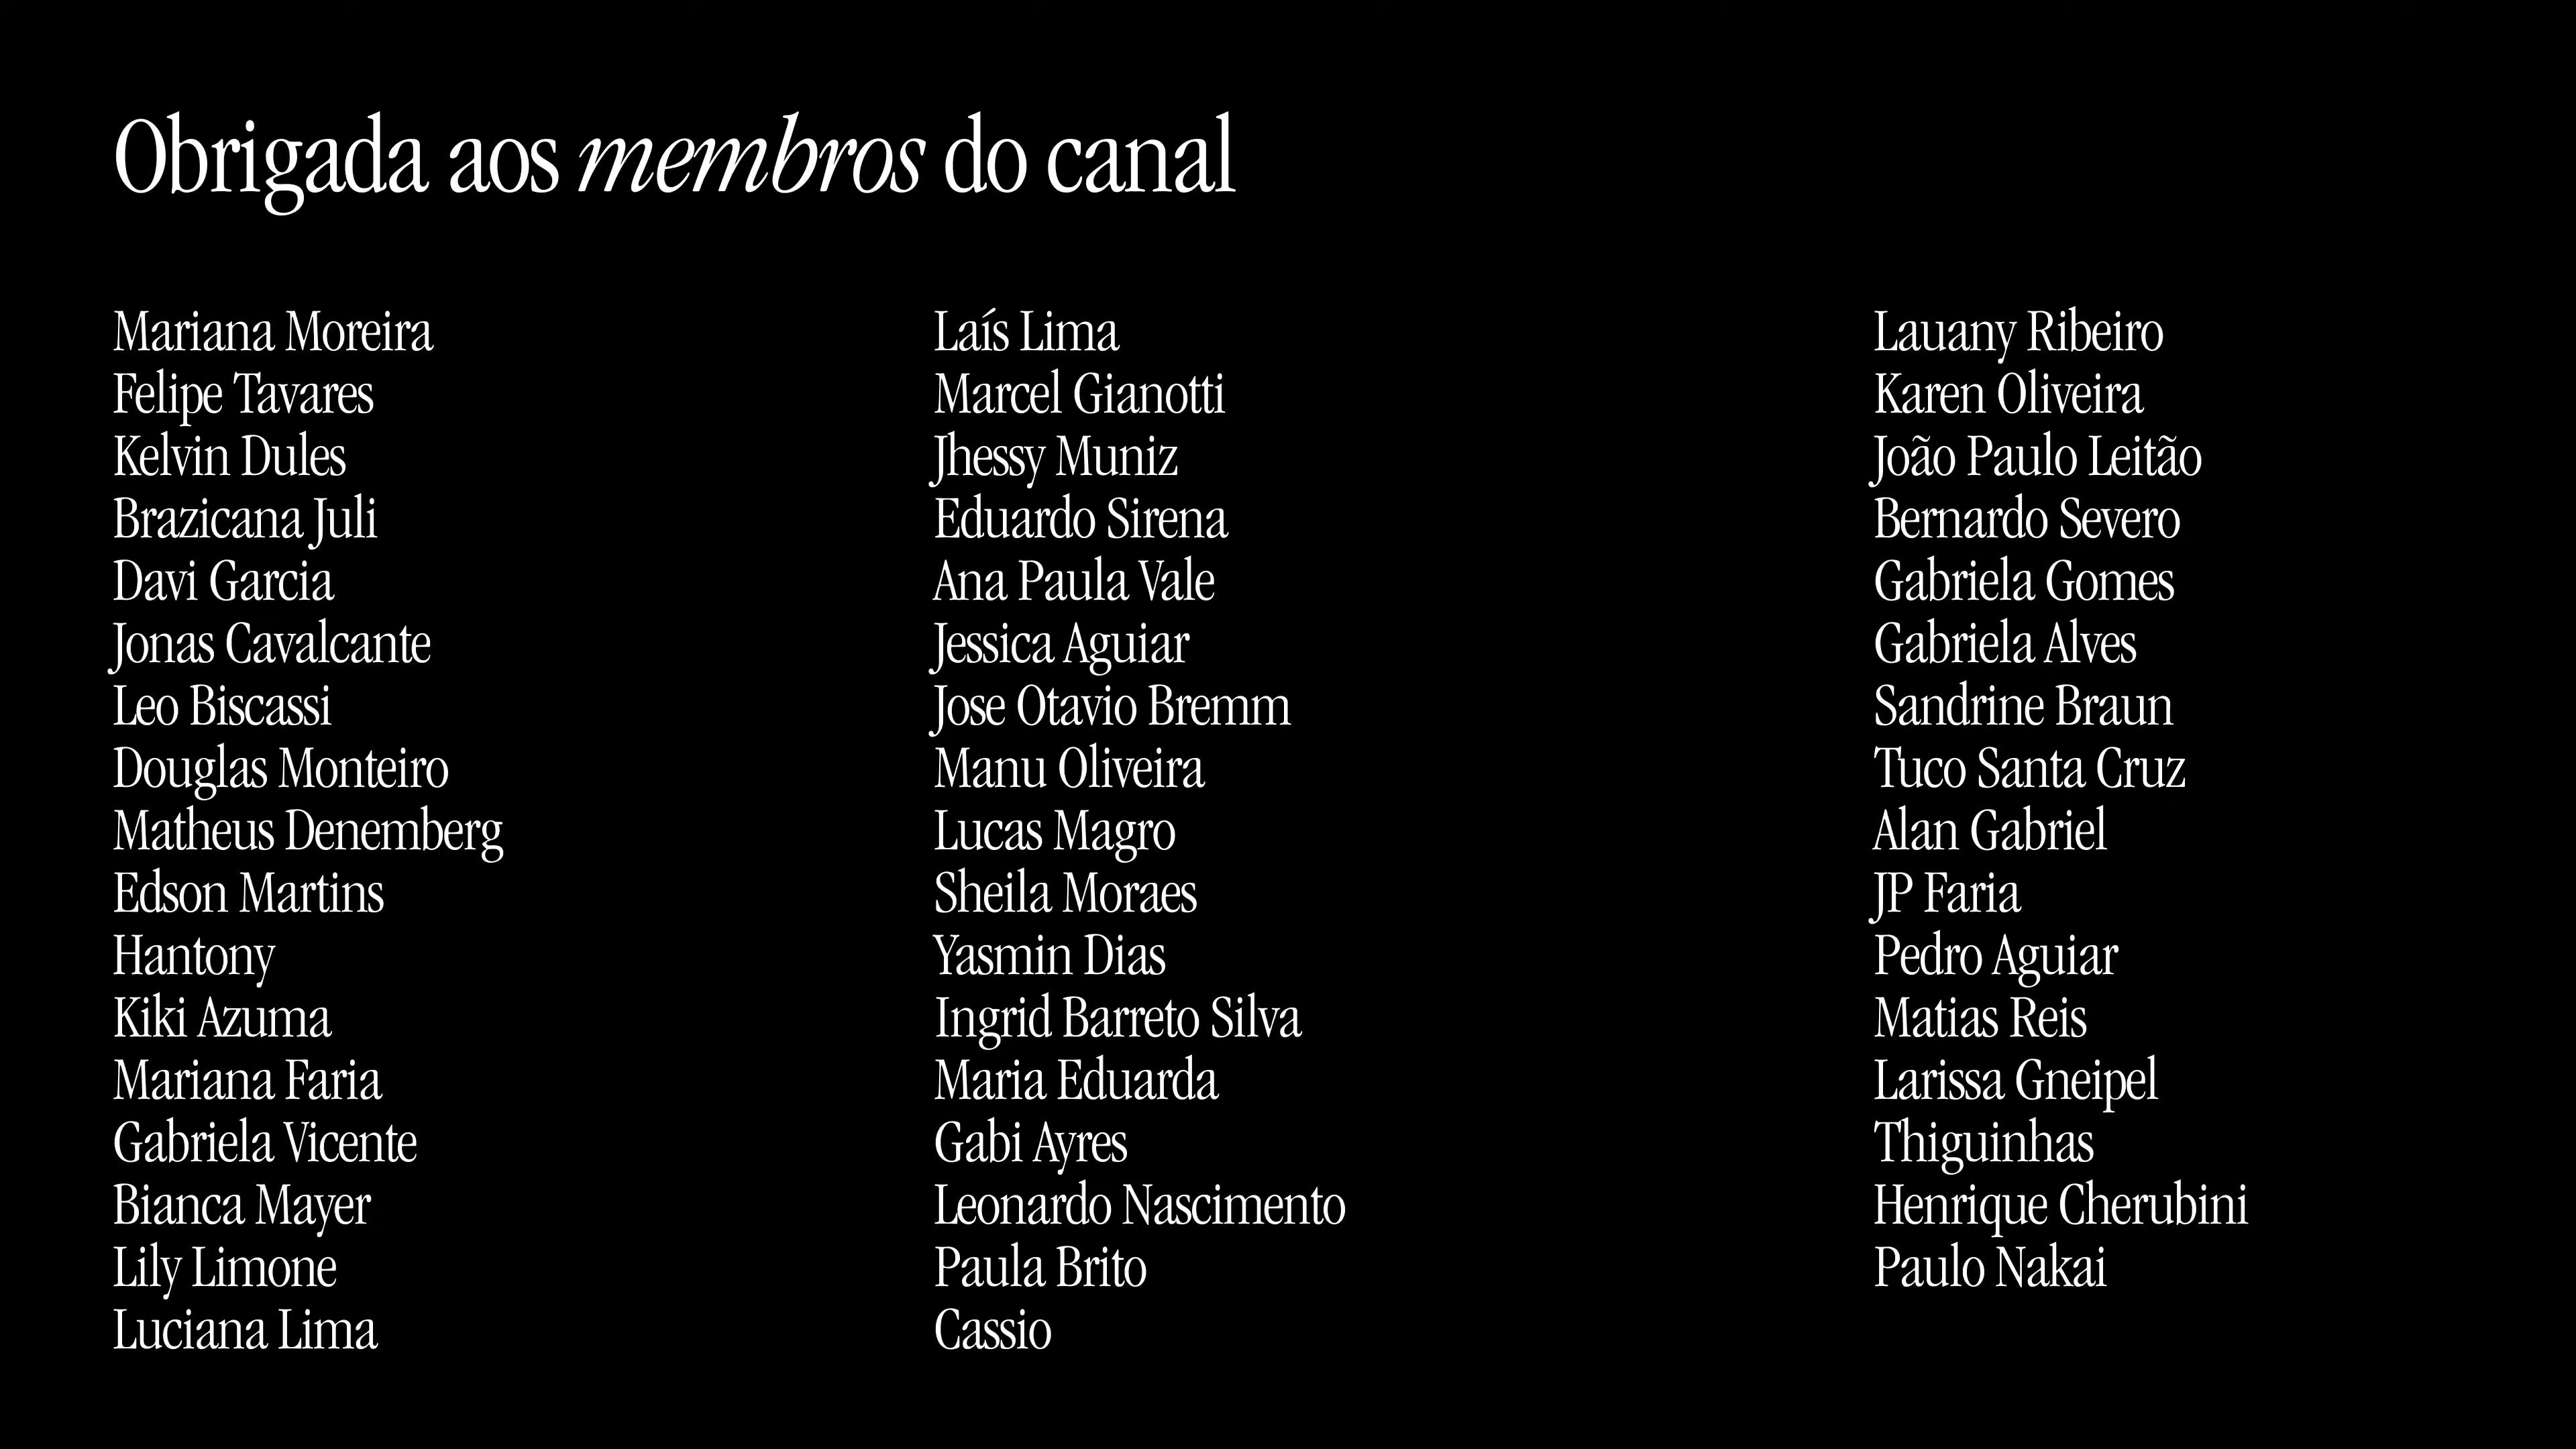 Obrigada aos membros do canal
Mariana Moreira
Felipe Tavares
Kelvin Dules
Brazicana Juli
Davi Garcia
Jonas Cavalcante
Leo Biscassi
Douglas Monteiro
Matheus Denemberg
Edson Martins
Hantony
Kiki Azuma
Mariana Faria
Gabriela Vicente
Bianca Mayer
Lily Limone
Luciana Lima
Laís Lima
Marcel Gianotti
Jhessy Muniz
Eduardo Sirena
Ana Paula Vale
Jessica Aguiar
Jose Otavio Bremm
Manu Oliveira
Lucas Magro
Sheila Moraes
Yasmin Dias
Ingrid Barreto Silva
Maria Eduarda
Gabi Ayres
Leonardo Nascimento
Paula Brito
Cassio
Lauany Ribeiro
Karen Oliveira
João Paulo Leitão
Bernardo Severo
Gabriela Gomes
Gabriela Alves
Sandrine Braun
Tuco Santa Cruz
Alan Gabriel
JP Faria
Pedro Aguiar
Matias Reis
Larissa Gneipel
Thiguinhas
Henrique Cherubini
Paulo Nakai